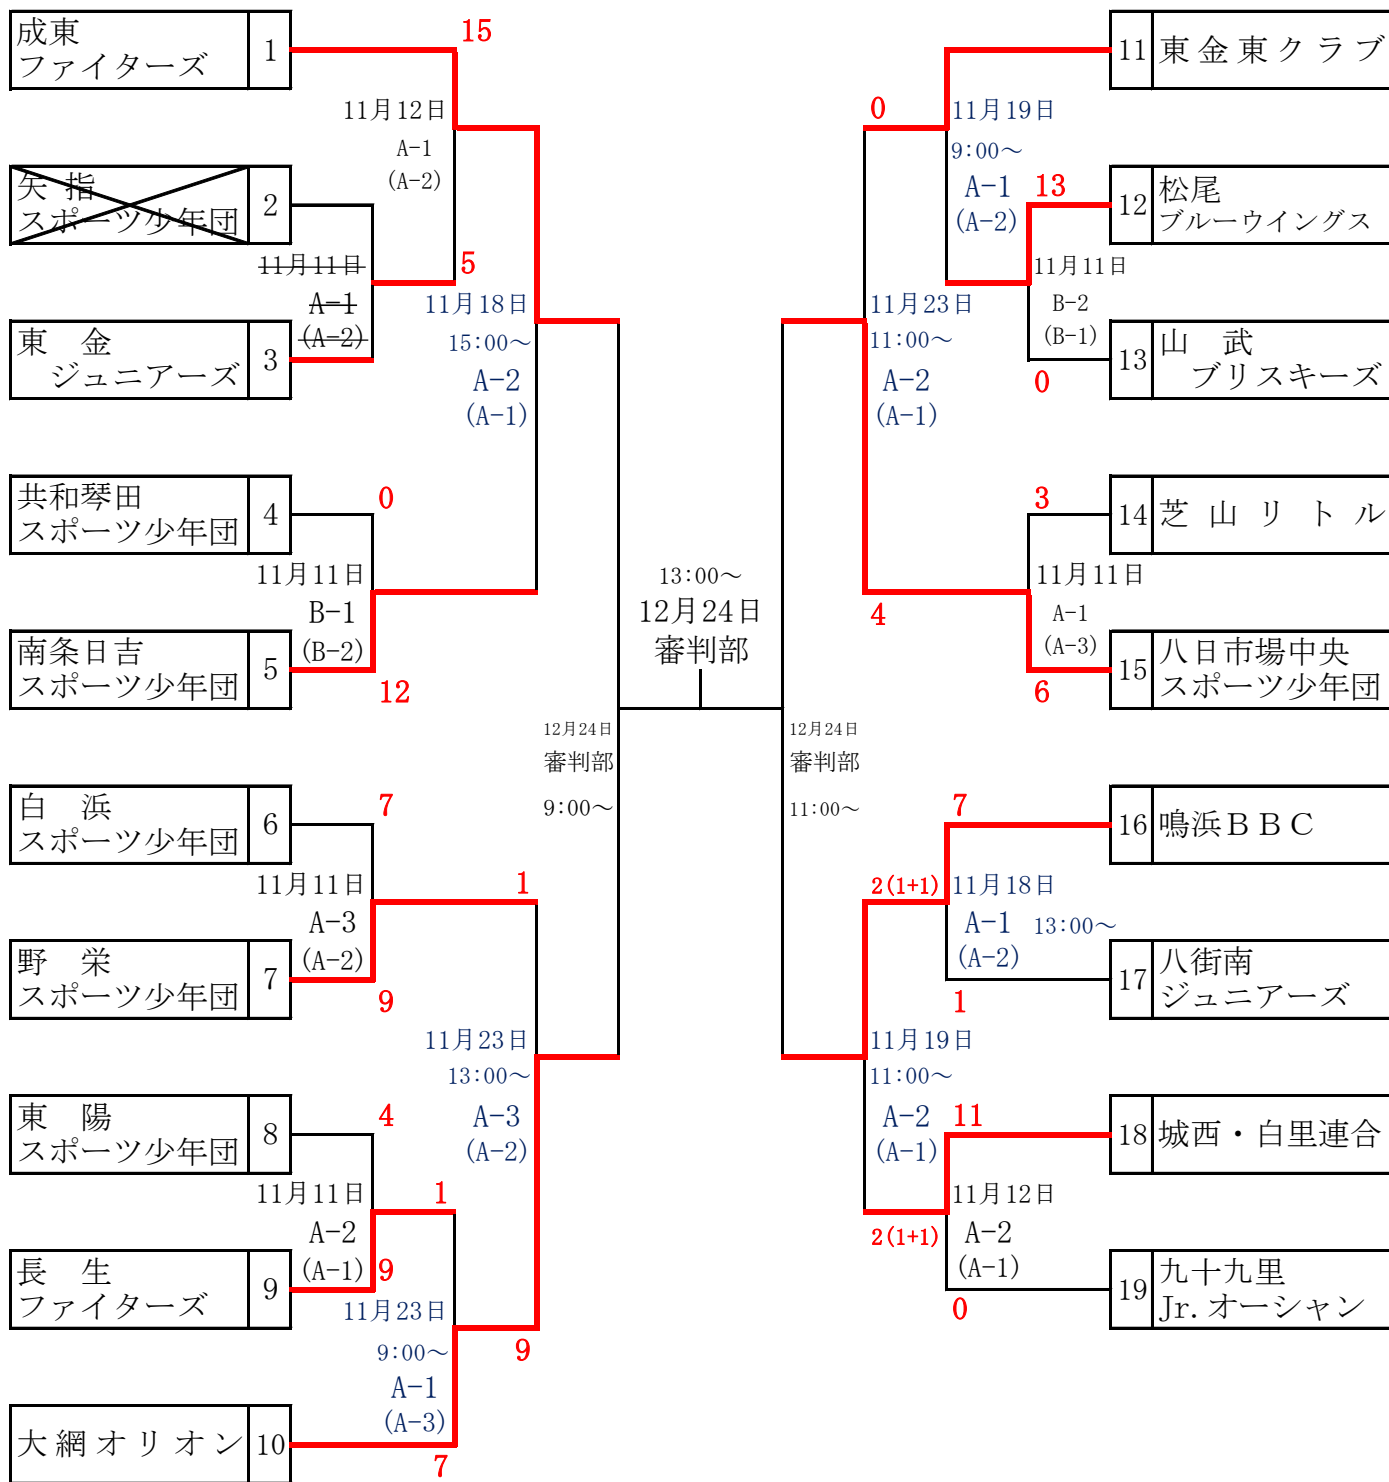 成東
ファイターズ
1
15
11月12日
A-1
(A-2)
矢 指
スポーツ少年団
2
11月11日
A-1
(A-2)
5
東 金
ジュニアーズ
3
11月18日
15:00～
A-2
(A-1)
共和琴田
スポーツ少年団
4
0
11月11日
B-1
(B-2)
南条日吉
スポーツ少年団
5
12
白 浜
スポーツ少年団
6
7
11月11日
A-3
(A-2)
1
野 栄
スポーツ少年団
7
9
11月23日
13:00～
A-3
(A-2)
東 陽
スポーツ少年団
8
4
11月11日
A-2
(A-1)
1
長 生
ファイターズ
9
9
11月23日
9:00～
A-1
(A-3)
9
大網オリオン
10
7
12月24日
審判部
9:00～
13:00～
12月24日
審判部
12月24日
審判部
11:00～
11
東金東クラブ
0
11月19日
9:00～
A-1
(A-2)
13
12
松尾
ブルーウイングス
11月11日
B-2
(B-1)
0
13
山 武
ブリスキーズ
11月23日
11:00～
A-2
(A-1)
3
14
芝山リトル
11月11日
A-1
(A-3)
4
6
15
八日市場中央
スポーツ少年団
7
16
鳴浜ＢＢＣ
2(1+1)
11月18日
A-1
13:00～
(A-2)
1
17
八街南
ジュニアーズ
11月19日
11:00～
A-2
(A-1)
11
18
城西・白里連合
2(1+1)
11月12日
A-2
(A-1)
0
19
九十九里
Jr.オーシャン